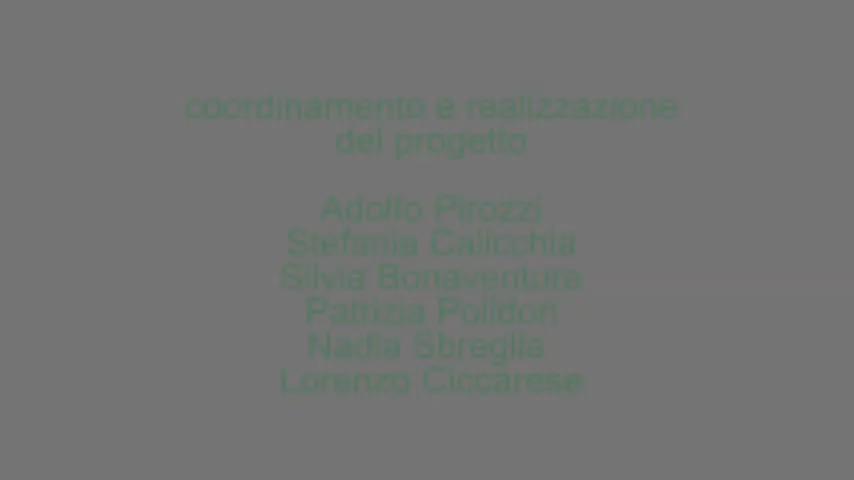 coordinamento e realizzazione
del progetto
Adolfo Pirozzi
Stefania Calicchia
Silvia Bonaventura
Patrizia Polidori
Nadia Sbreglia
Lorenzo Ciccarese